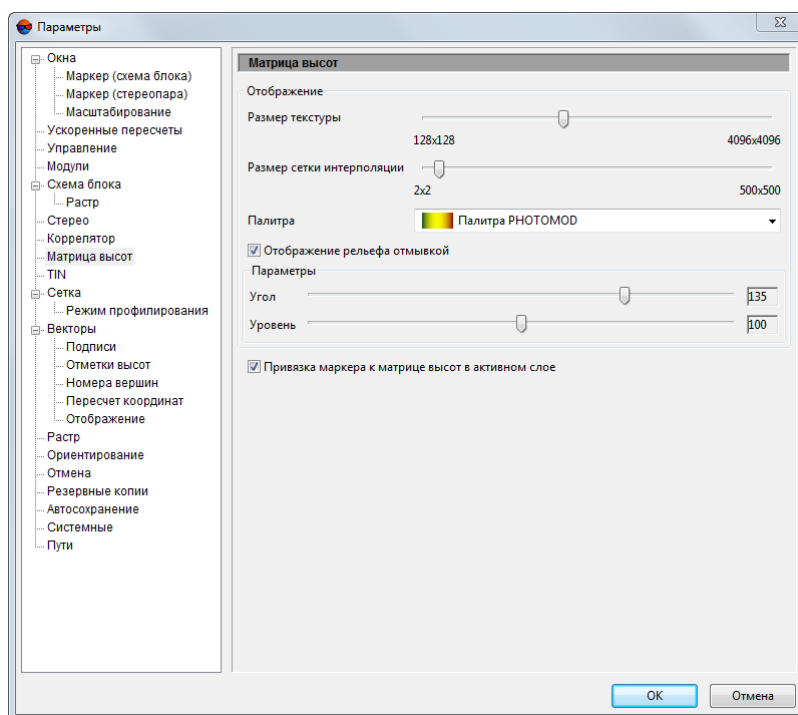 Параметры
Окна
Маркер (схема блока)
Маркер (стереопара)
Масштабирование
Ускоренные пересчеты
Управление
Модули
Схема блока
Растр
Стерео
Коррелятор
Матрица высот
TIN
Сетка
Режим профилирования
Векторы
Подписи
Отметки высот
Номера вершин
Пересчет координат
Отображение
Растр
Ориентирование
Отмена
Резервные копии
Автосохранение
Системные
Пути
Матрица высот
Отображение
Размер текстуры
128x128 4096x4096
Размер сетки интерполяции
2x2 500x500
Палитра Палитра PHOTOMOD
Отображение рельефа отмывкой
Параметры
Угол 135
Уровень 100
Привязка маркера к матрице высот в активном слое
OK Отмена